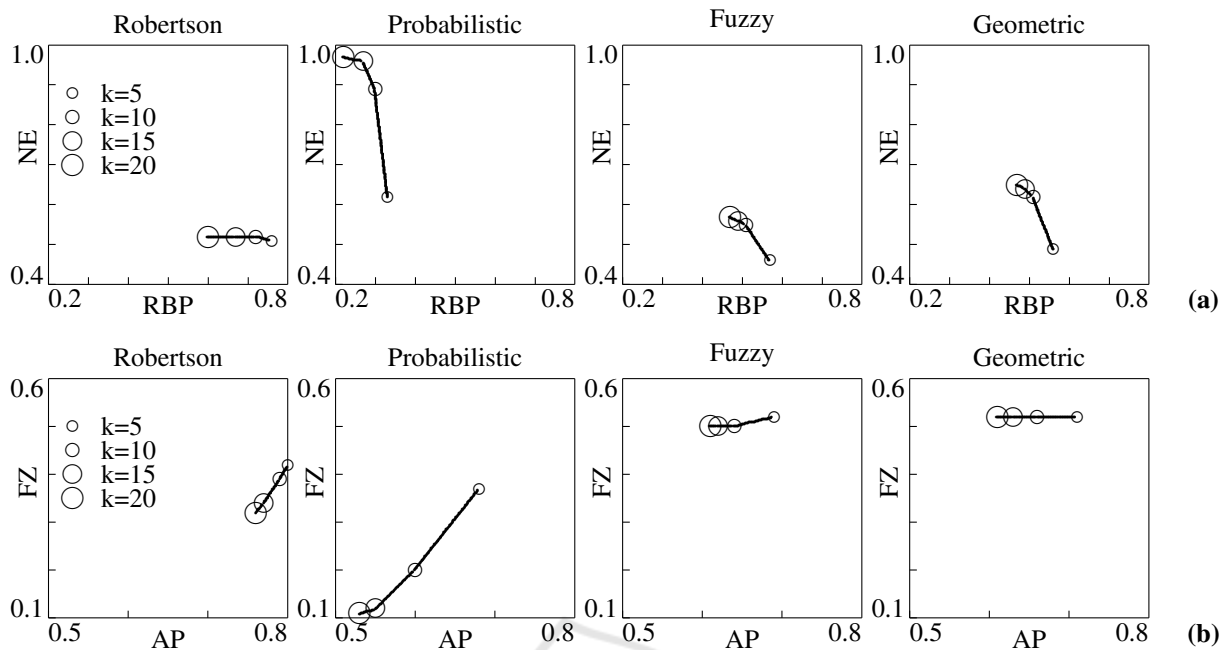 Robertson
Probabilistic
Fuzzy
Geometric
1.0
k=5
k=10
k=15
k=20
NE
0.4
0.2
RBP
0.8
1.0
NE
0.2
RBP
0.8
1.0
NE
0.4
0.2
RBP
0.8
1.0
NE
0.4
0.2
RBP
0.8
(a)
Robertson
Probabilistic
Fuzzy
Geometric
0.6
k=5
k=10
k=15
k=20
FZ
0.1
0.5
AP
0.8
0.6
FZ
0.1
0.5
AP
0.8
0.6
FZ
0.1
0.5
AP
0.8
0.6
FZ
0.1
0.5
AP
0.8
(b)